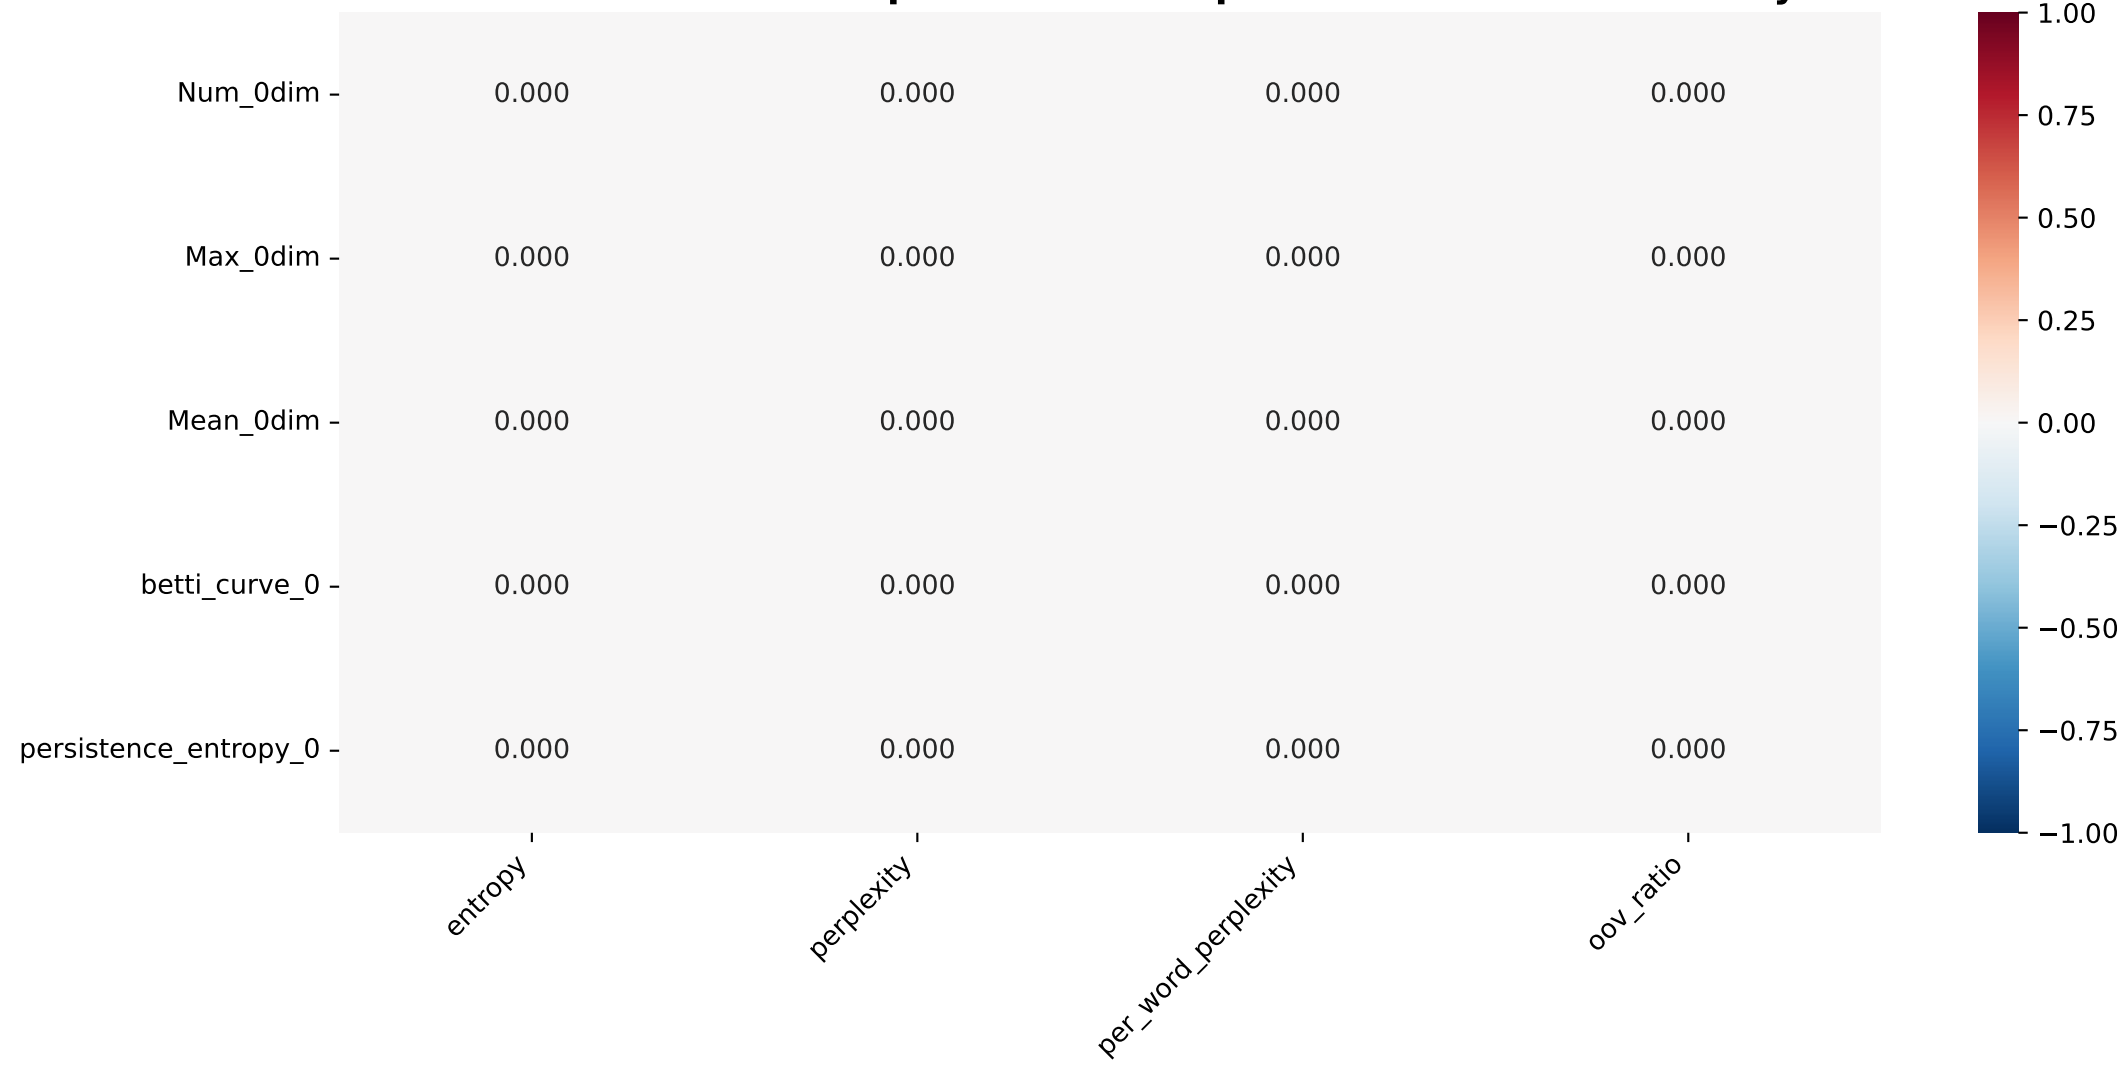 Num_0dim 0.000 0.000 0.000 0.000
Max_0dim 0.000 0.000 0.000 0.000
Mean_0dim 0.000 0.000 0.000 0.000
betti_curve_0 0.000 0.000 0.000 0.000
persistence_entropy_0 0.000 0.000 0.000 0.000
entropy
perplexity
per_word_perplexity
oov_ratio
1.00
0.75
0.50
0.25
0.00
−0.25
−0.50
−0.75
−1.00